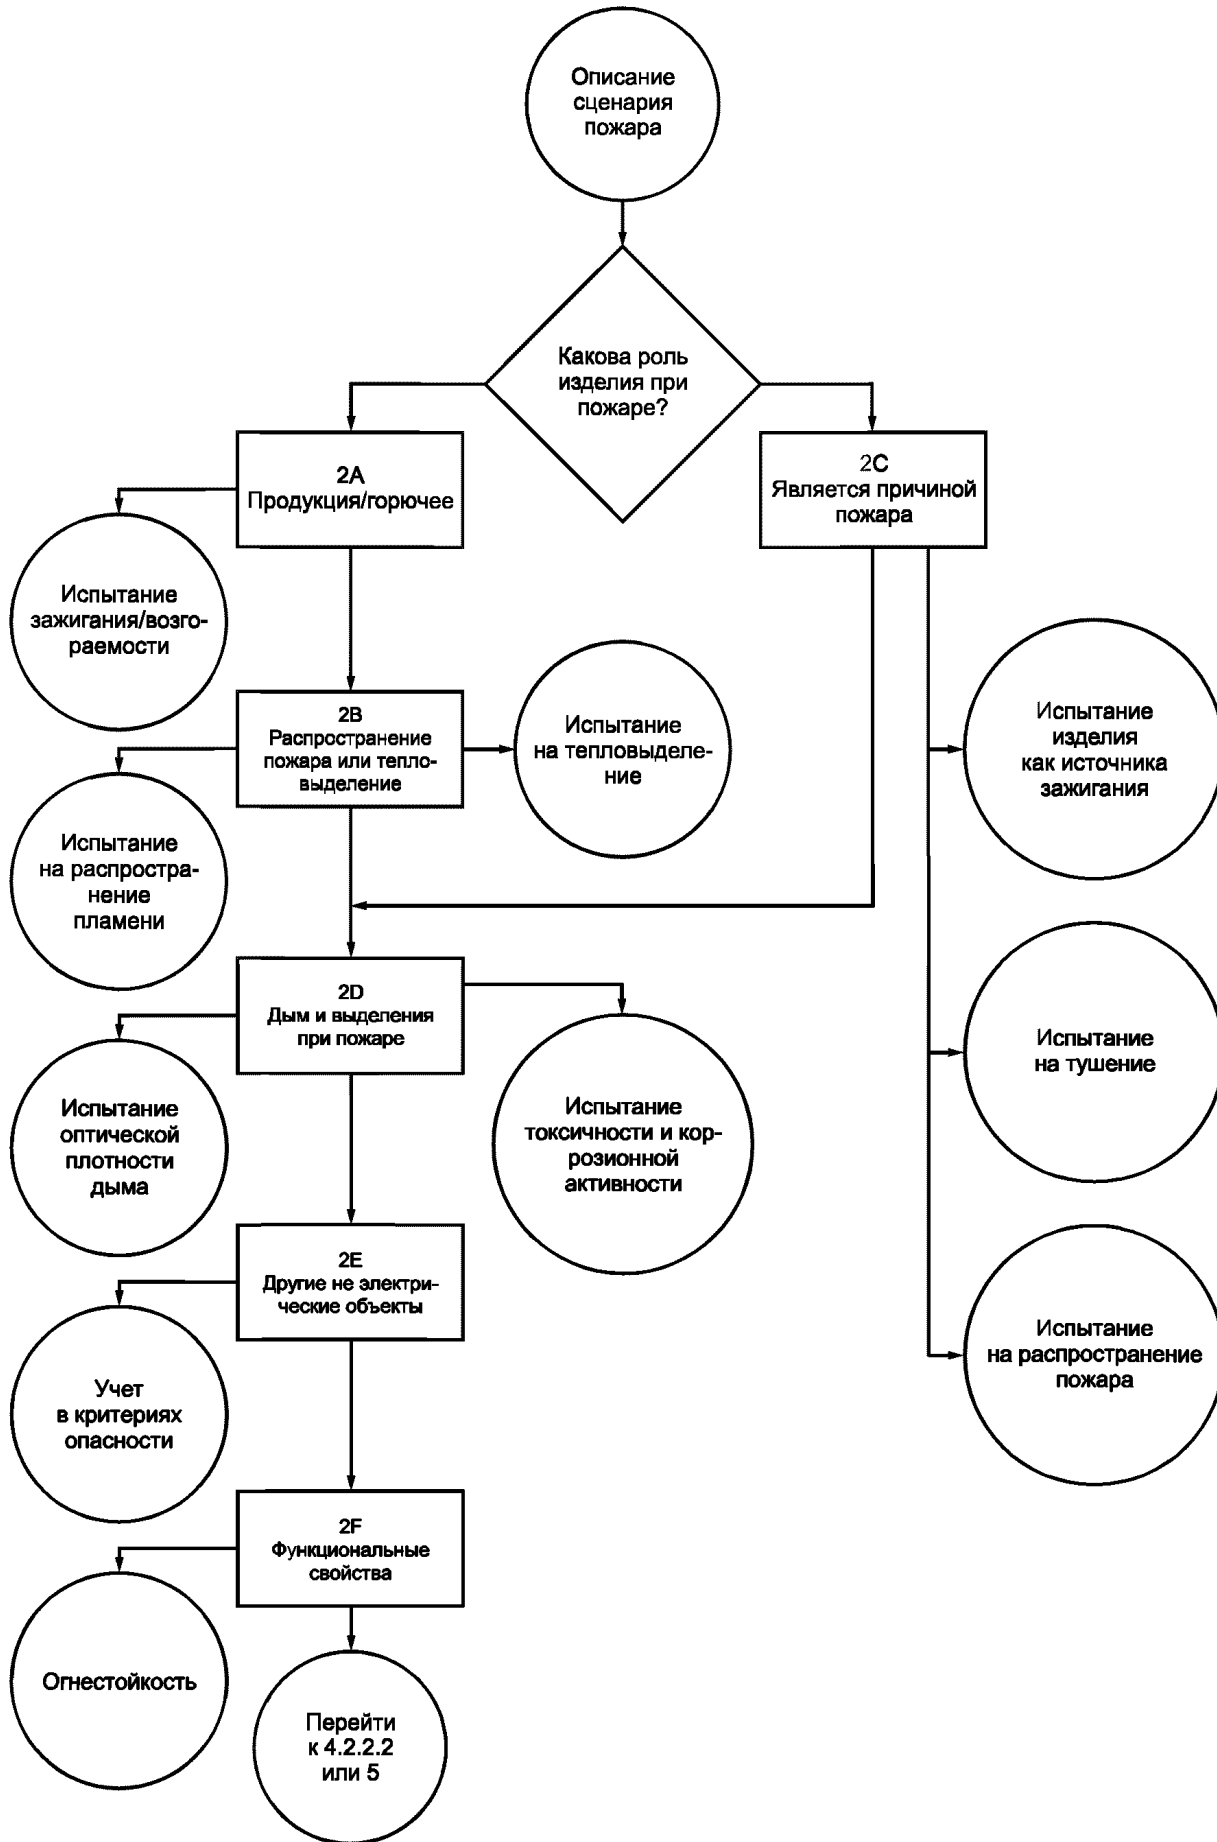 Описание
сценария
пожара
Какова роль
изделия при
пожаре?
2A
Продукция/горючее
2C
Является причиной
пожара
Испытание
зажигания/возго-
раемости
2B
Распространение
пожара или тепло-
выделение
Испытание
на тепловыделе-
ние
Испытание
изделия
как источника
зажигания
Испытание
на распростра-
нение
пламени
2D
Дым и выделения
при пожаре
Испытание
на тушение
Испытание
оптической
плотности
дыма
Испытание
токсичности и кор-
розионной
активности
2E
Другие не электри-
ческие объекты
Испытание
на распространение
пожара
Учет
в критериях
опасности
2F
Функциональные
свойства
Огнестойкость
Перейти
к 4.2.2.2
или 5